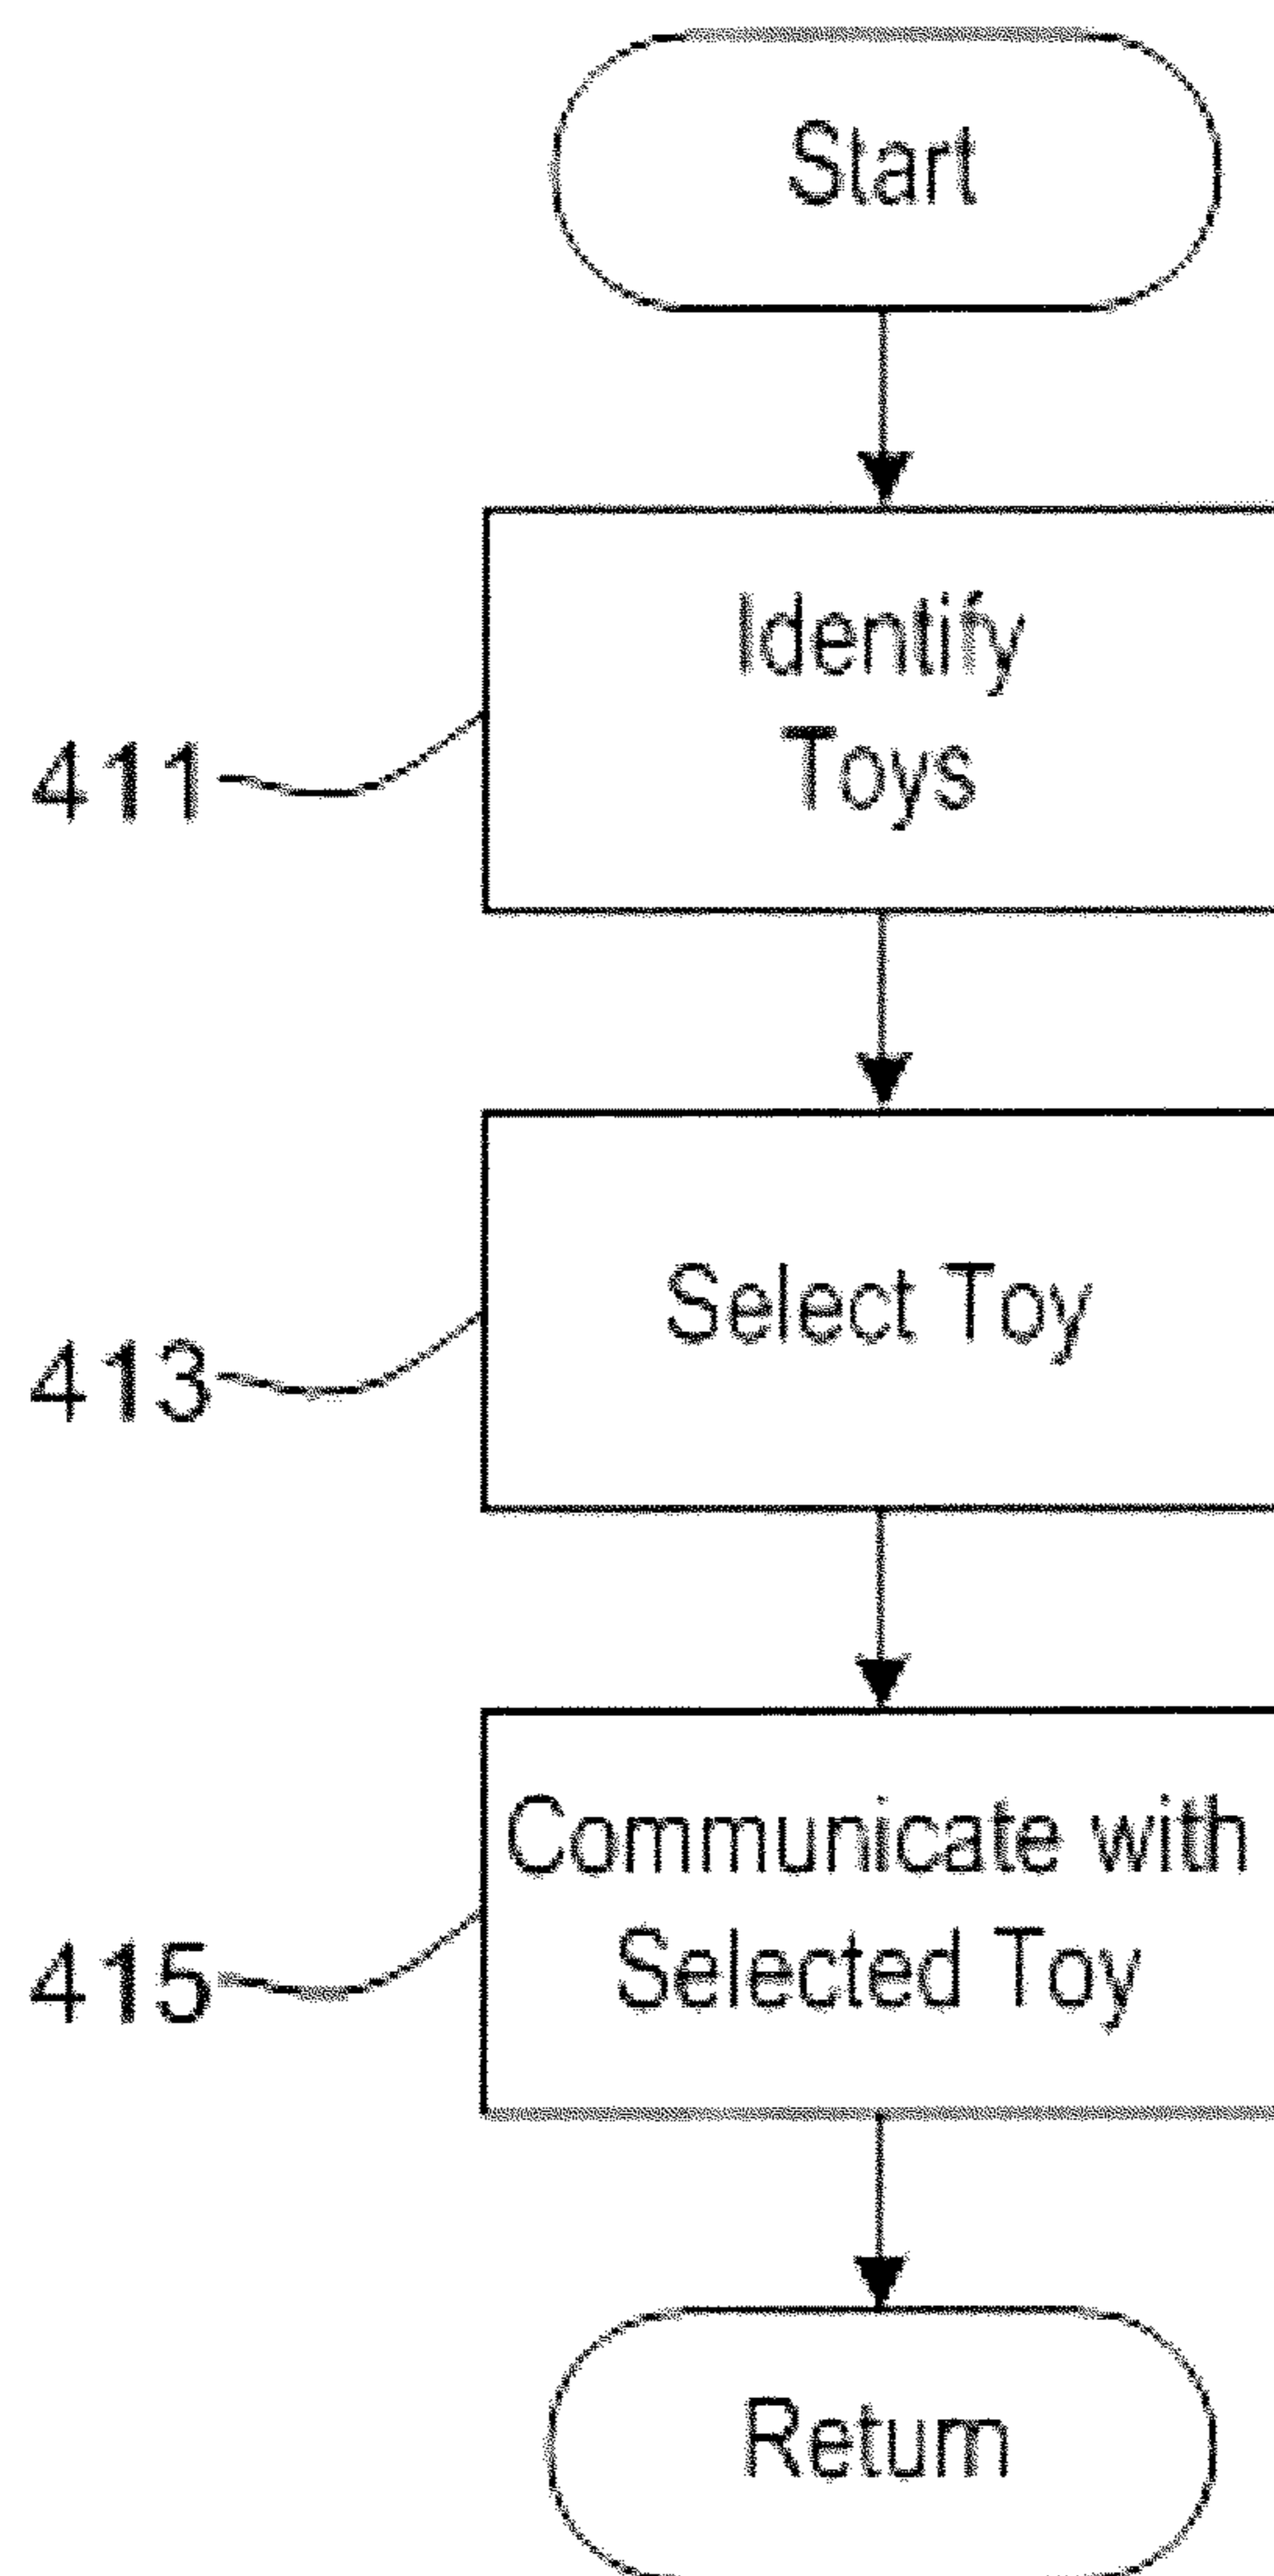 Start
Identify
Toys
411
Select Toy
413
Communicate with
Selected Toy
415
Return